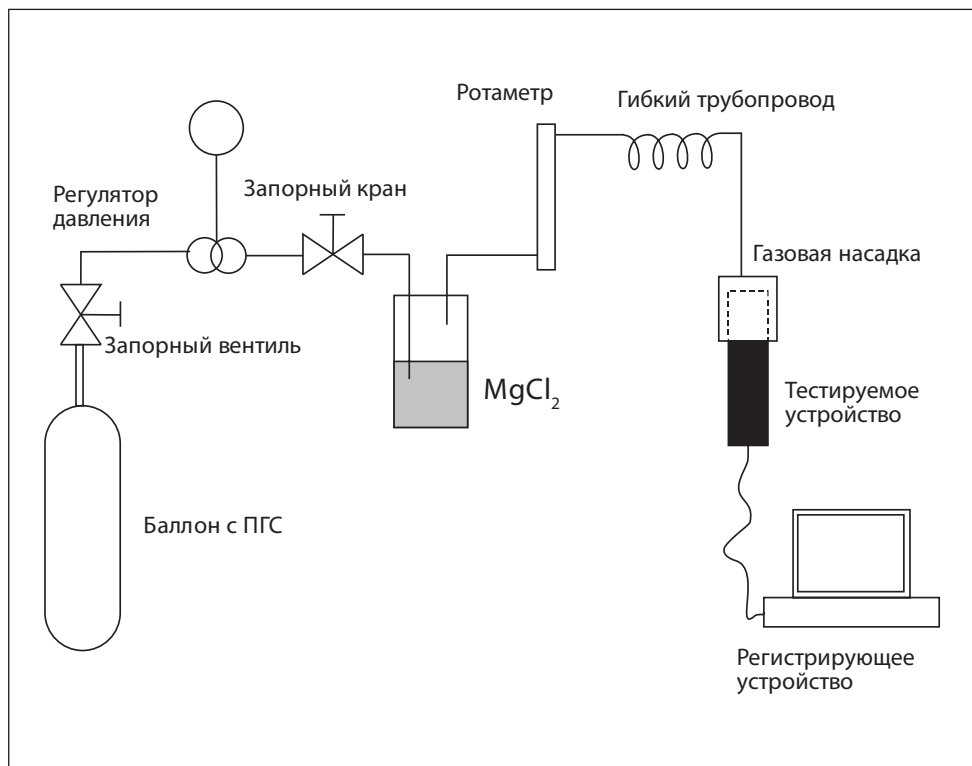 Ротаметр
Гибкий трубопровод
Регулятор
давления
Запорный кран
Газовая насадка
Запорный вентиль
MgCl₂
Тестируемое
устройство
Баллон с ПГС
Регистрирующее
устройство